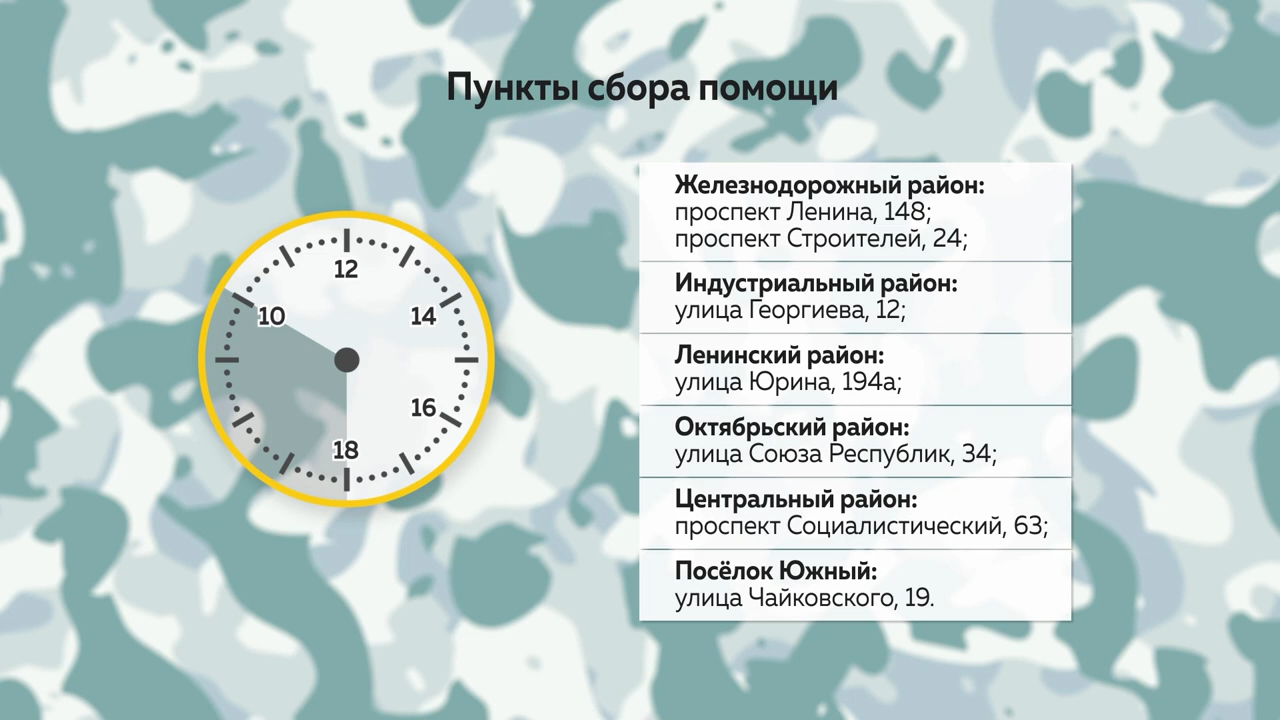 Пункты сбора помощи
12
10
14
16
18
Железнодорожный район:
проспект Ленина, 148;
проспект Строителей, 24;
Индустриальный район:
улица Георгиева, 12;
Ленинский район:
улица Юрина, 194а;
Октябрьский район:
улица Союза Республик, 34;
Центральный район:
проспект Социалистический, 63;
Посёлок Южный:
улица Чайковского, 19.